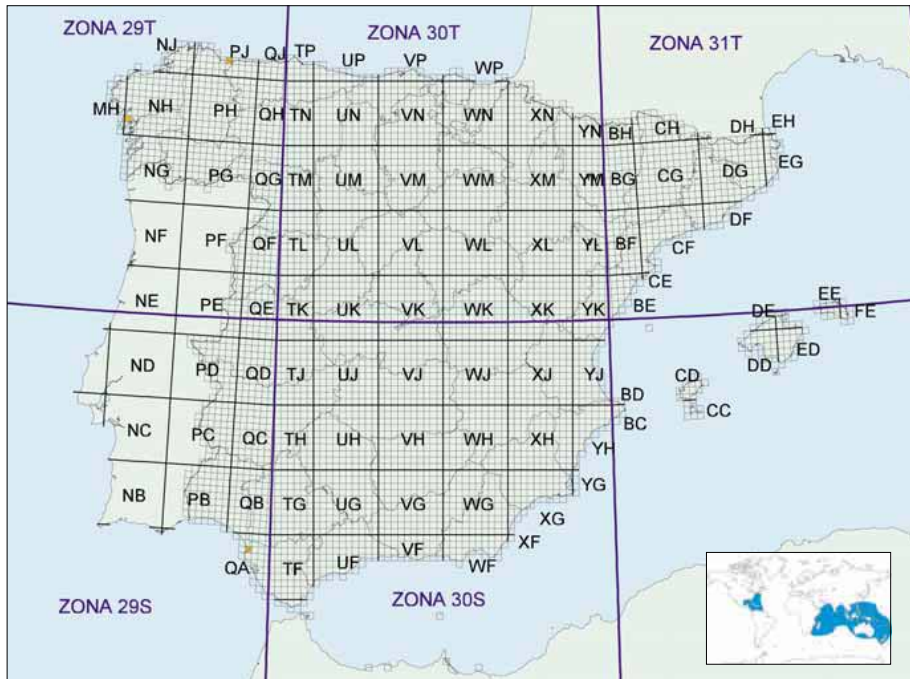 ZONA 29T
ZONA 30T
ZONA 31T
NJ PJ QJ TP UP VP WP
MH NH PH QH TN UN VN WN XN YN BH CH DH EH
NG PG QG TM UM VM WM XM YM BG CG DG EG
NF PF QF TL UL VL WL XL YL BF CF DF
CE
NE PE QE TK UK VK WK XK YK BE DE EE FE
ND PD QD TJ UJ VJ WJ XJ YJ BD CD DD ED
NC PC QC TH UH VH WH XH YH BC CC
NB PB QB TG UG VG WG XG YG
QA TF UF VF WF XF
ZONA 29S
ZONA 30S